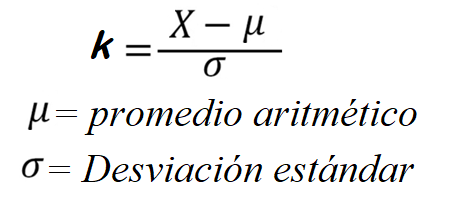 k = (X − μ) / σ
μ = promedio aritmético
σ = Desviación estándar